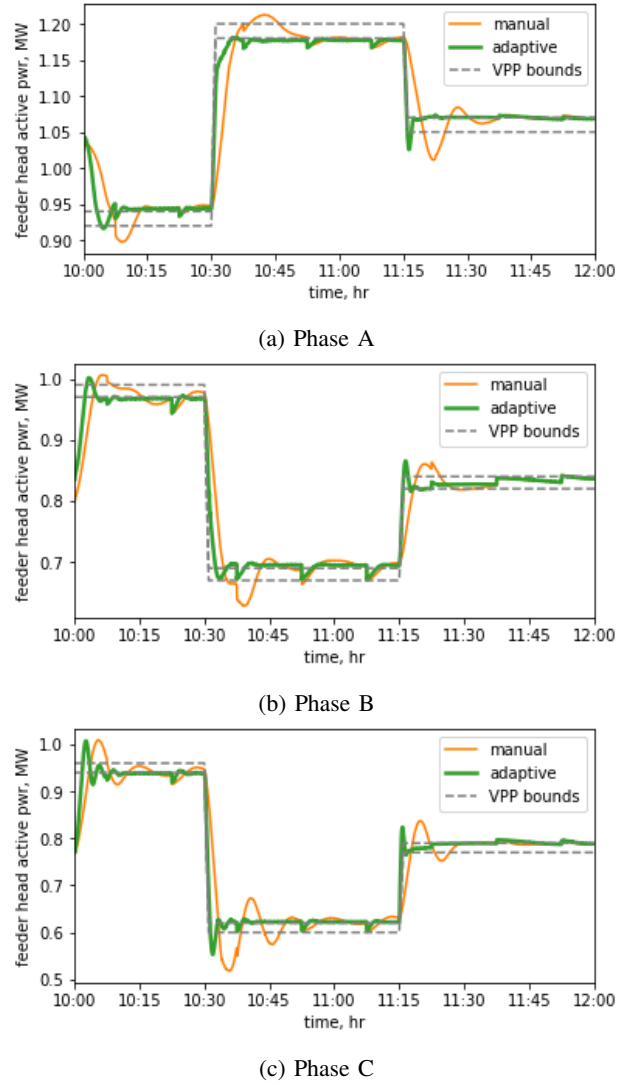 feeder head active pwr, MW
1.20
1.15
1.10
1.05
1.00
0.95
0.90
manual
adaptive
VPP bounds
10:00 10:15 10:30 10:45 11:00 11:15 11:30 11:45 12:00
time, hr
(a) Phase A
feeder head active pwr, MW
1.0
0.9
0.8
0.7
manual
adaptive
VPP bounds
10:00 10:15 10:30 10:45 11:00 11:15 11:30 11:45 12:00
time, hr
(b) Phase B
feeder head active pwr, MW
1.0
0.9
0.8
0.7
0.6
0.5
manual
adaptive
VPP bounds
10:00 10:15 10:30 10:45 11:00 11:15 11:30 11:45 12:00
time, hr
(c) Phase C